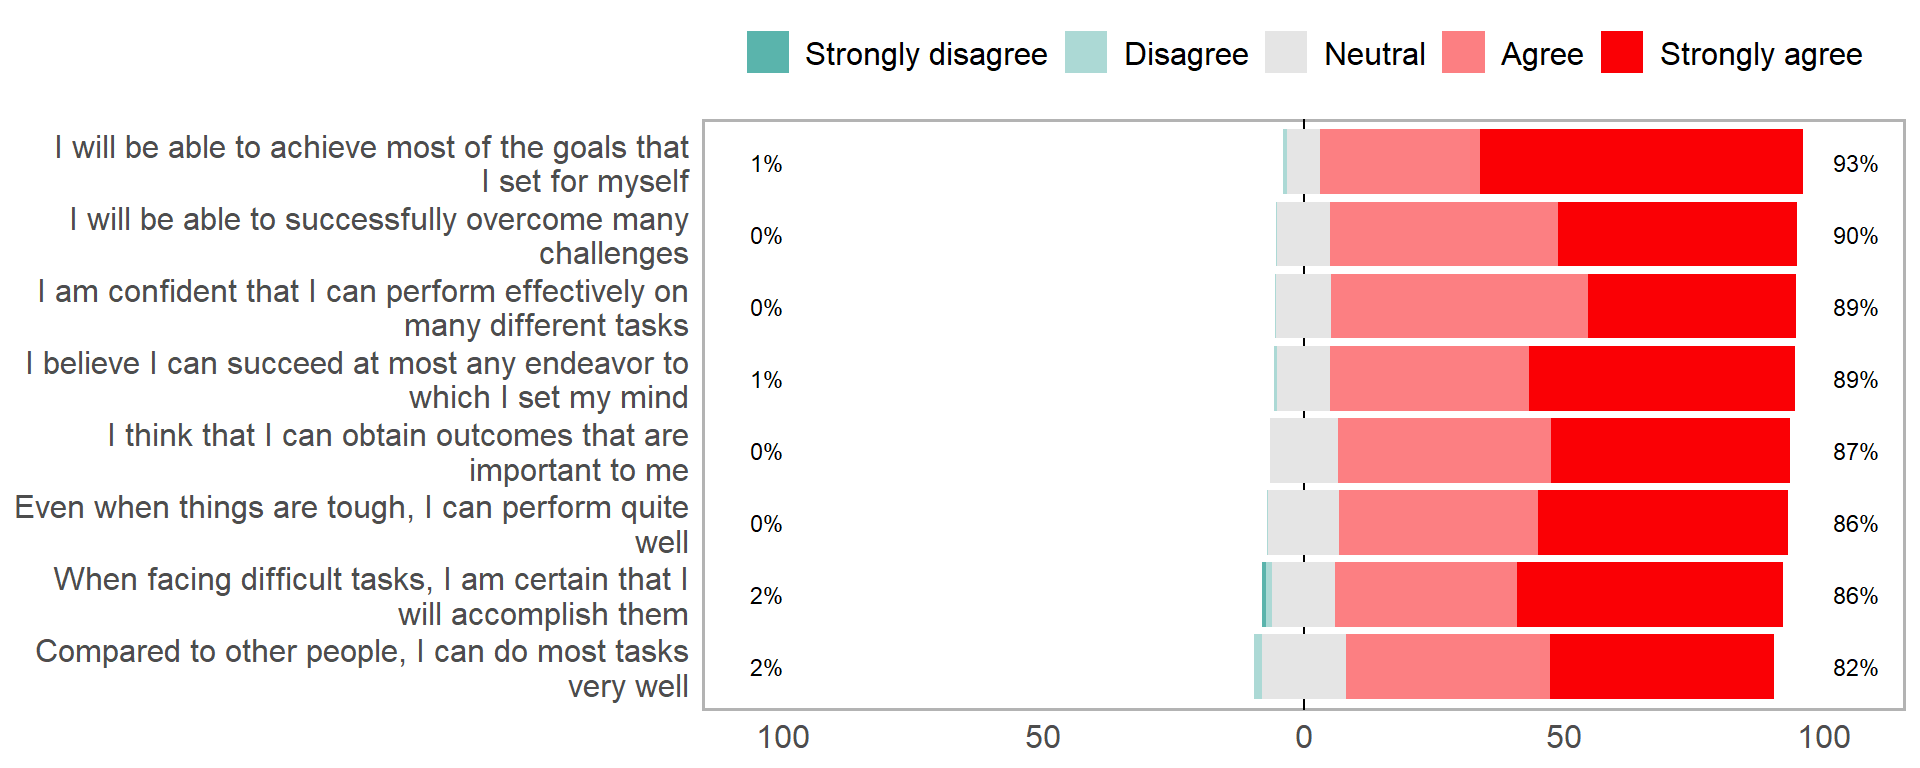 Strongly disagree Disagree Neutral Agree Strongly agree
I will be able to achieve most of the goals that
I set for myself
1% 93%
I will be able to successfully overcome many
challenges
0% 90%
I am confident that I can perform effectively on
many different tasks
0% 89%
I believe I can succeed at most any endeavor to
which I set my mind
1% 89%
I think that I can obtain outcomes that are
important to me
0% 87%
Even when things are tough, I can perform quite
well
0% 86%
When facing difficult tasks, I am certain that I
will accomplish them
2% 86%
Compared to other people, I can do most tasks
very well
2% 82%
100 50 0 50 100